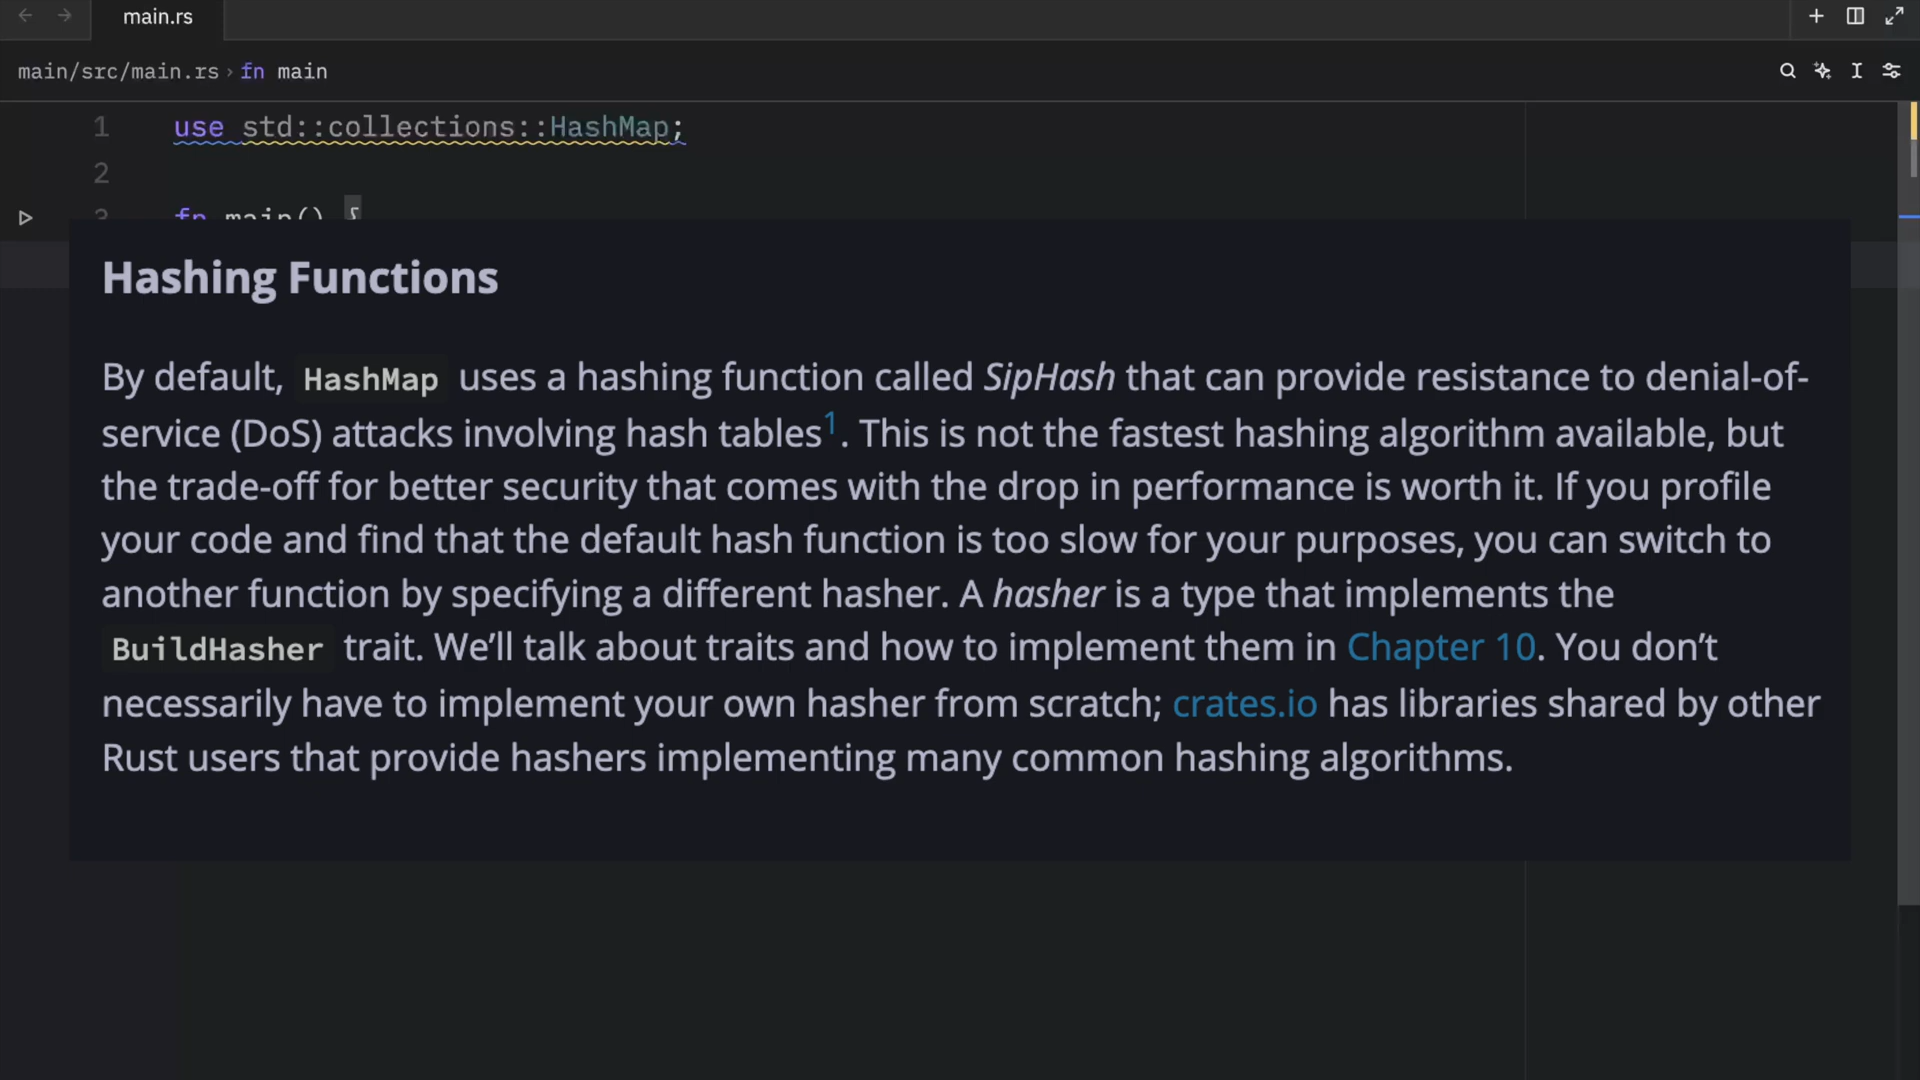 main.rs
main/src/main.rs › fn main
1 use std::collections::HashMap;
2
3 fn main() {
Hashing Functions
By default, HashMap uses a hashing function called SipHash that can provide resistance to denial-of-
service (DoS) attacks involving hash tables1. This is not the fastest hashing algorithm available, but
the trade-off for better security that comes with the drop in performance is worth it. If you profile
your code and find that the default hash function is too slow for your purposes, you can switch to
another function by specifying a different hasher. A hasher is a type that implements the
BuildHasher trait. We’ll talk about traits and how to implement them in Chapter 10. You don’t
necessarily have to implement your own hasher from scratch; crates.io has libraries shared by other
Rust users that provide hashers implementing many common hashing algorithms.